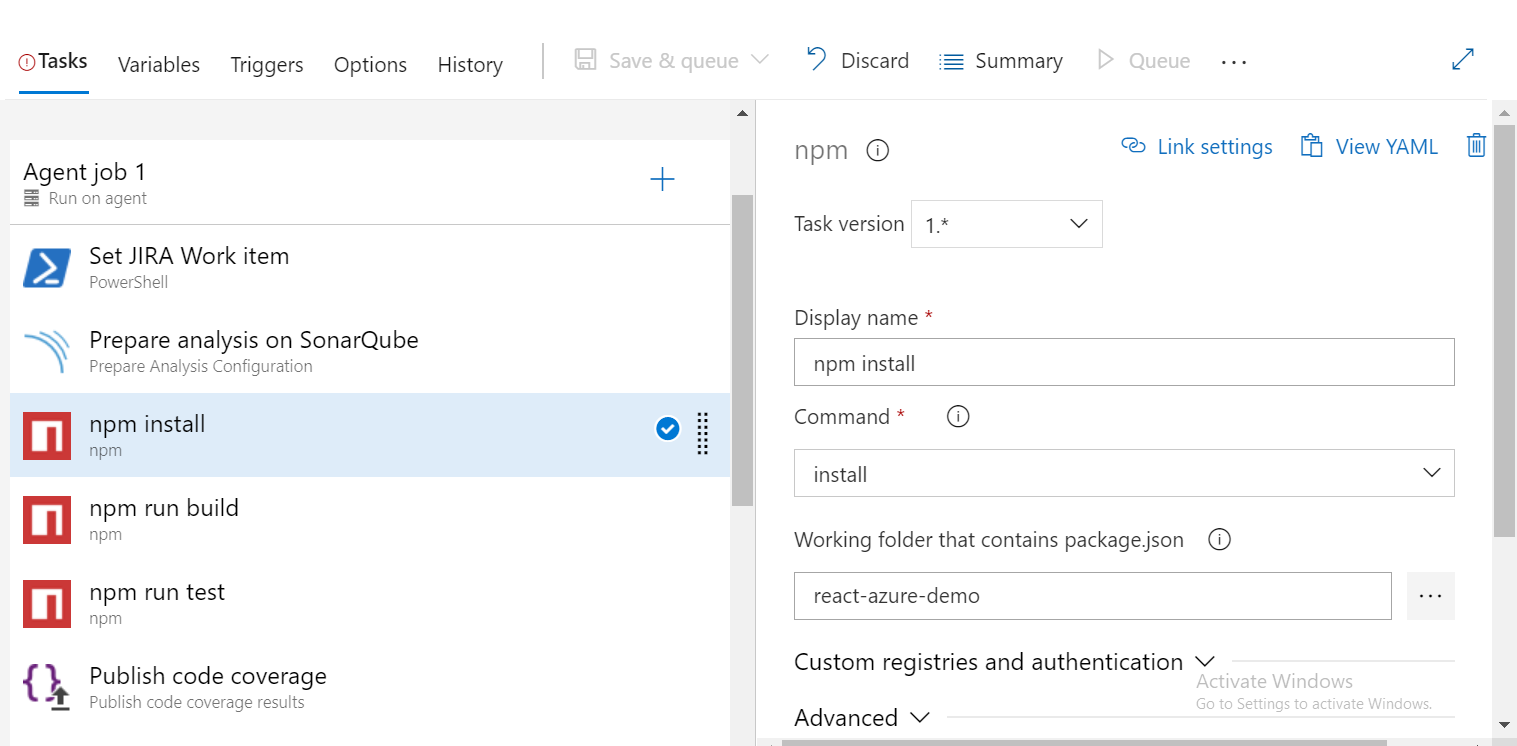 Tasks
Variables
Triggers
Options
History
Save & queue
Discard
Summary
Queue
...
Agent job 1
Run on agent
Set JIRA Work item
PowerShell
Prepare analysis on SonarQube
Prepare Analysis Configuration
npm install
npm
npm run build
npm
npm run test
npm
Publish code coverage
Publish code coverage results
npm
Link settings
View YAML
Task version
1.*
Display name *
npm install
Command *
install
Working folder that contains package.json
react-azure-demo
...
Custom registries and authentication
Activate Windows
Go to Settings to activate Windows.
Advanced